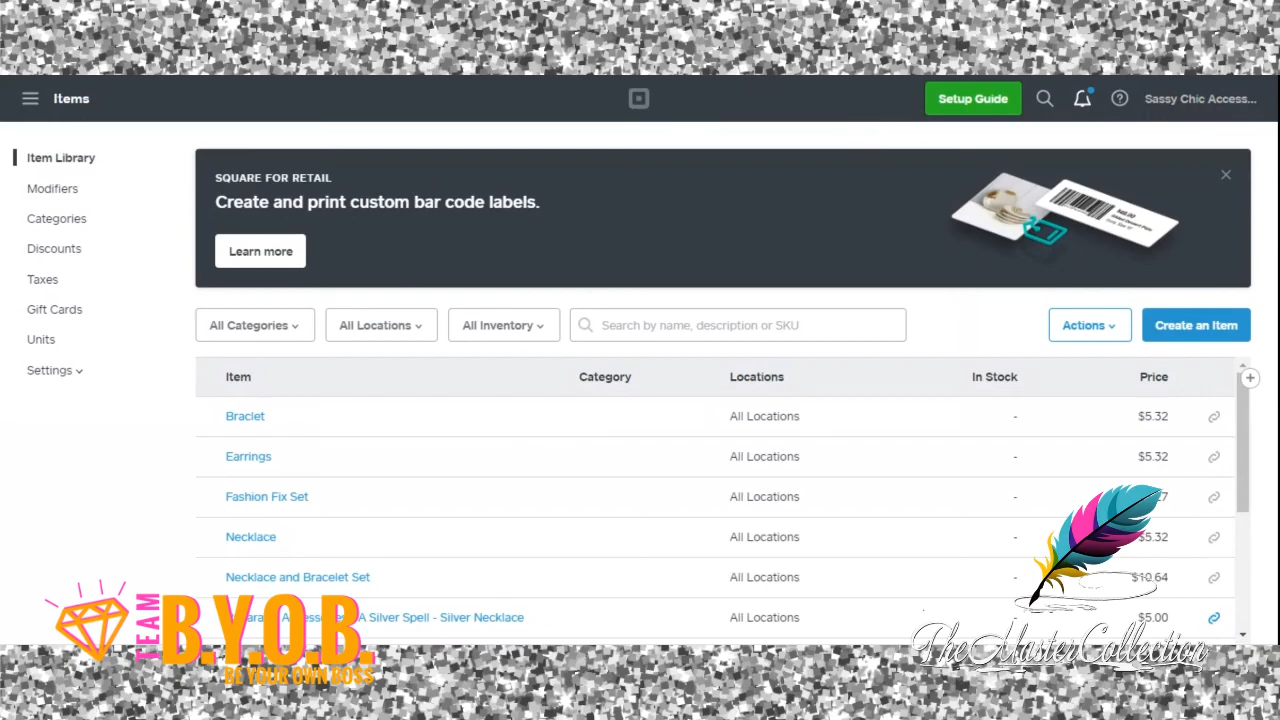 Items
Setup Guide
Sassy Chic Access...
Item Library
Modifiers
Categories
Discounts
Taxes
Gift Cards
Units
Settings
SQUARE FOR RETAIL
Create and print custom bar code labels.
Learn more
All Categories
All Locations
All Inventory
Search by name, description or SKU
Actions
Create an Item
Item Category Locations In Stock Price
Braclet All Locations - $5.32
Earrings All Locations - $5.32
Fashion Fix Set All Locations -
Necklace All Locations - $5.32
Necklace and Bracelet Set All Locations - $10.64
A Silver Spell - Silver Necklace All Locations - $5.00
TEAM B.Y.O.B.
BE YOUR OWN BOSS
TheMasterCollection